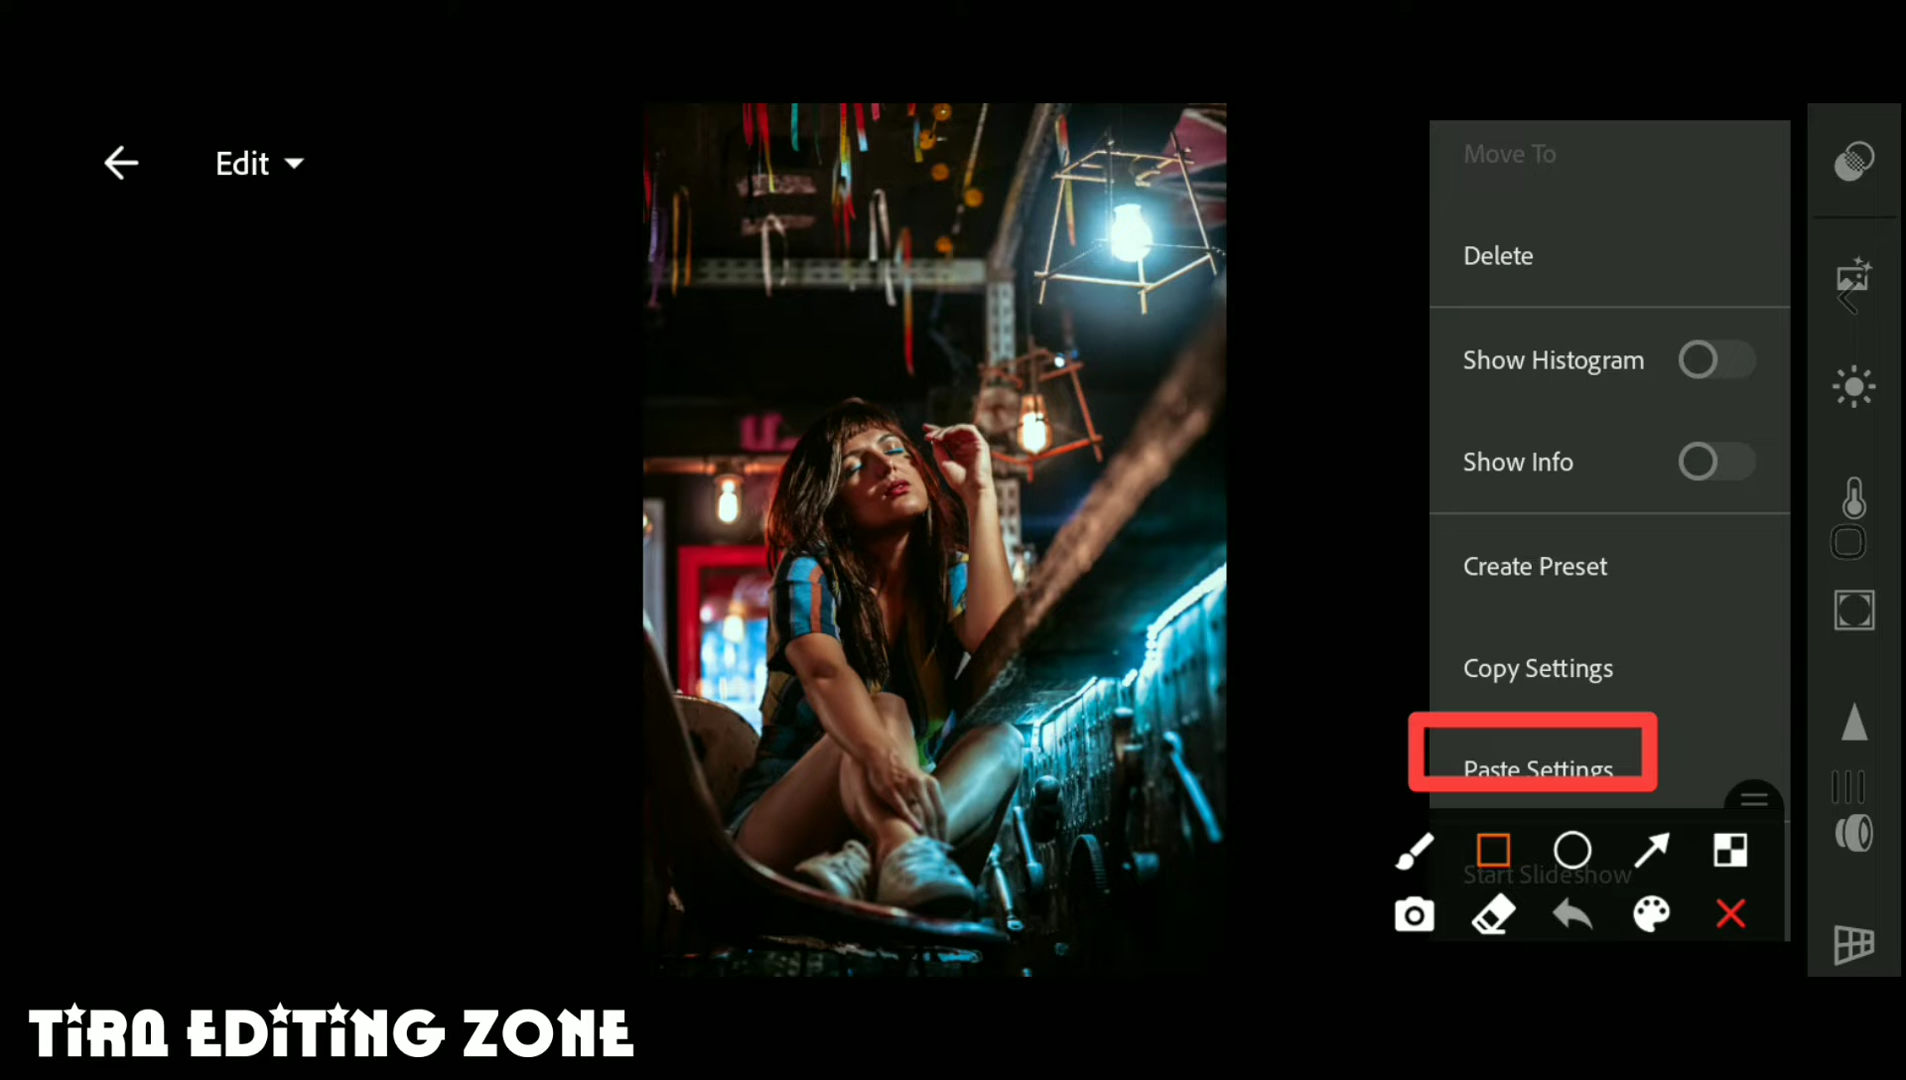 Edit
Move To
Delete
Show Histogram
Show Info
Create Preset
Copy Settings
Paste Settings
Start Slideshow
TiRA EDiTiNG ZONE